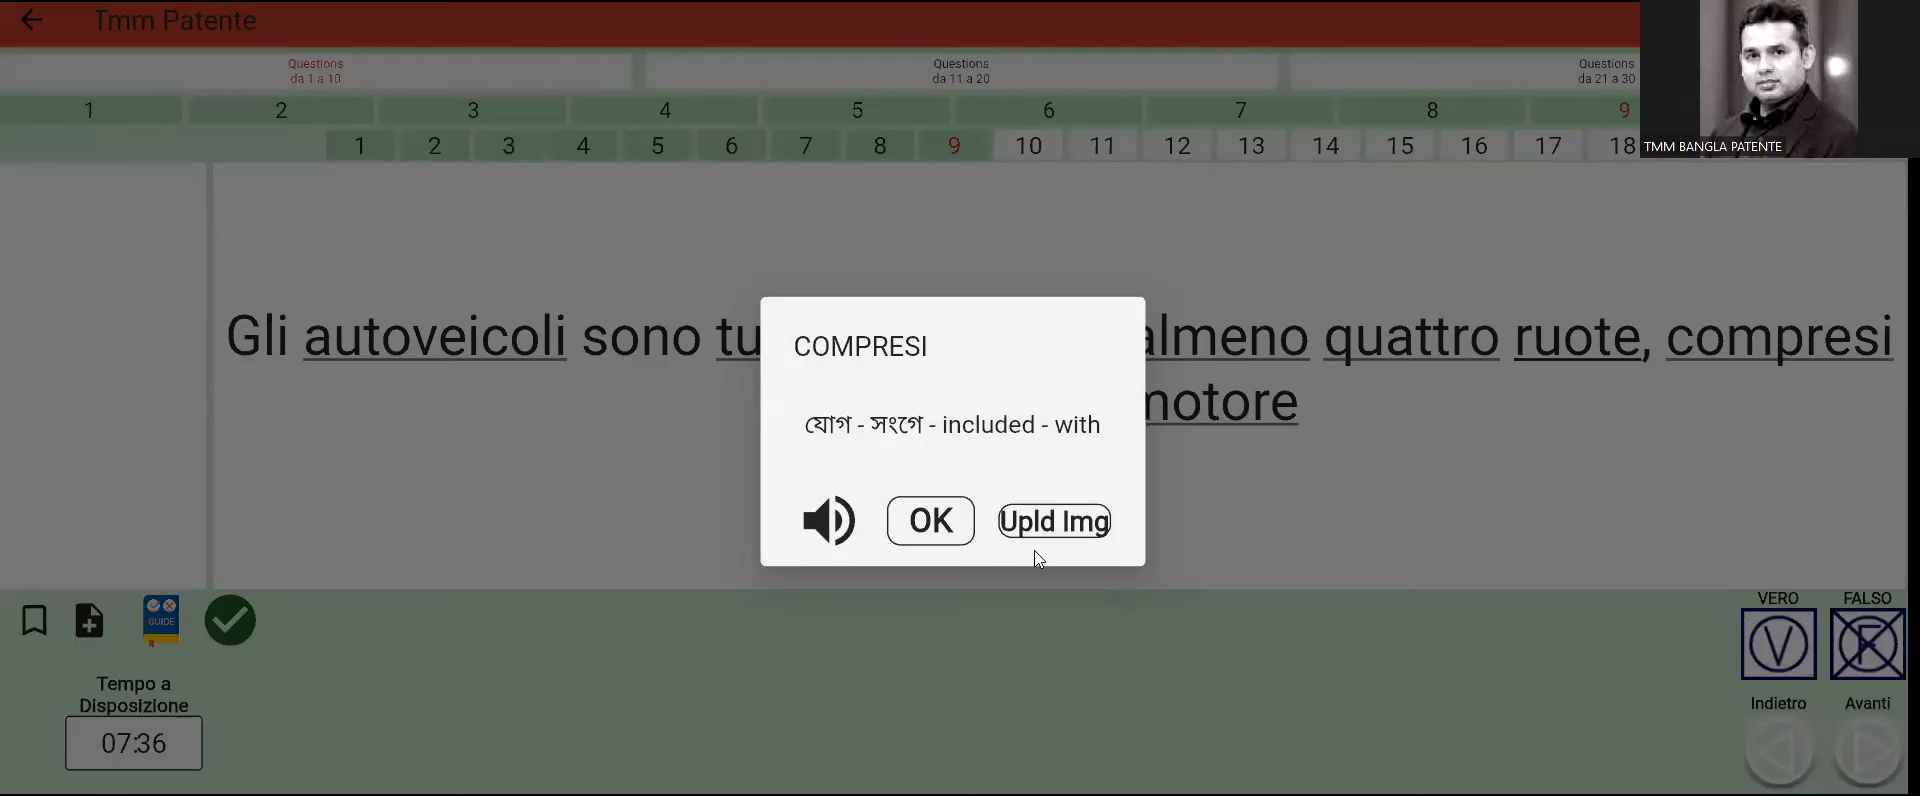 Tmm Patente
Questions
da 1 a 10
Questions
da 11 a 20
Questions
da 21 a 30
1 2 3 4 5 6 7 8 9
1 2 3 4 5 6 7 8 9 10 11 12 13 14 15 16 17 18
TMM BANGLA PATENTE
Gli autoveicoli sono tu almeno quattro ruote, compresi
motore
COMPRESI
যোগ - সংগে - included - with
OK
Upld Img
GUIDE
VERO
FALSO
V
F
Tempo a
Disposizione
07:36
Indietro
Avanti